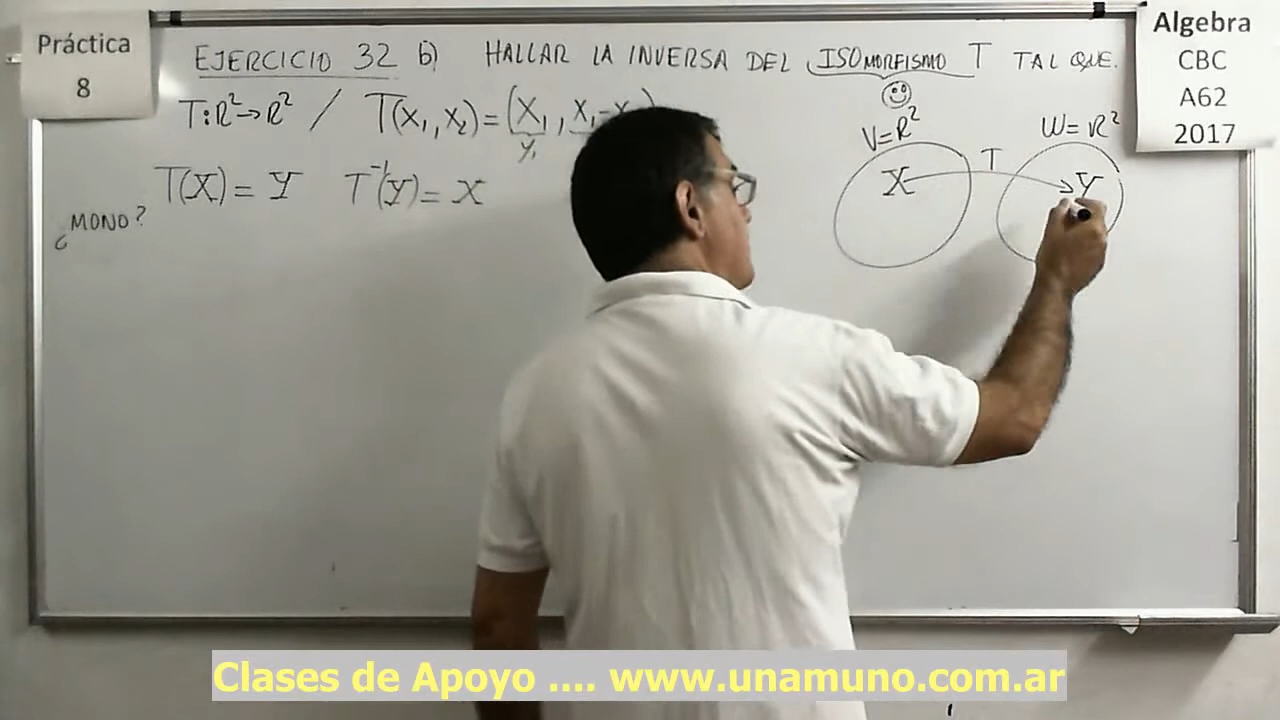 Práctica
8
EJERCICIO 32 b) HALLAR LA INVERSA DEL ISOMORFISMO T TAL QUE.
Algebra
CBC
A62
2017
T:R²→R² / T(x₁, x₂) = (x₁, x₁-x
y₁
V=R²
W=R²
T(X) = Y T⁻¹(Y) = X
X T Y
¿MONO?
Clases de Apoyo .... www.unamuno.com.ar